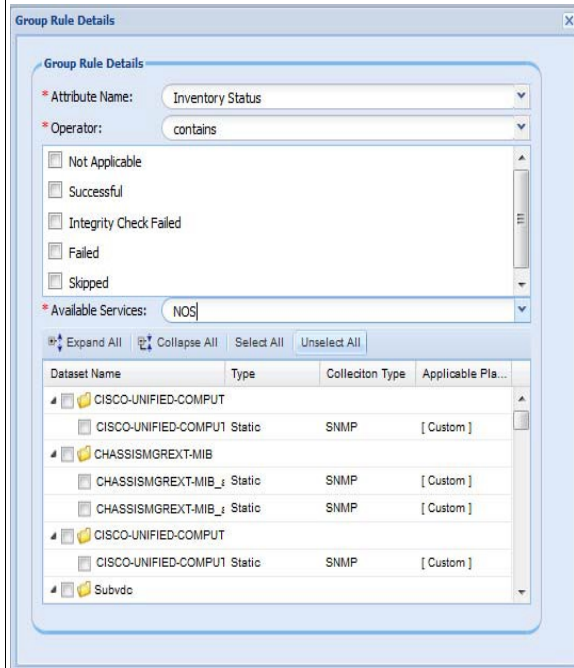 Group Rule Details
X
Group Rule Details
* Attribute Name: Inventory Status
* Operator: contains
Not Applicable
Successful
Integrity Check Failed
Failed
Skipped
* Available Services: NOS
Expand All Collapse All Select All Unselect All
Dataset Name Type Colleciton Type Applicable Pla...
CISCO-UNIFIED-COMPUT
CISCO-UNIFIED-COMPUT Static SNMP [ Custom ]
CHASSISMGREXT-MIB
CHASSISMGREXT-MIB_a Static SNMP [ Custom ]
CHASSISMGREXT-MIB_a Static SNMP [ Custom ]
CISCO-UNIFIED-COMPUT
CISCO-UNIFIED-COMPUT Static SNMP [ Custom ]
Subvdc